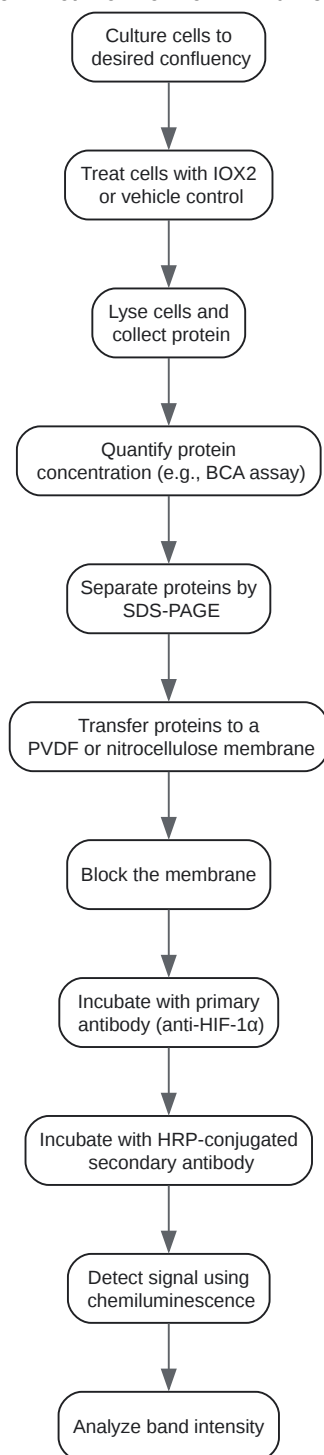 Culture cells to
desired confluency
Treat cells with IOX2
or vehicle control
Lyse cells and
collect protein
Quantify protein
concentration (e.g., BCA assay)
Separate proteins by
SDS-PAGE
Transfer proteins to a
PVDF or nitrocellulose membrane
Block the membrane
Incubate with primary
antibody (anti-HIF-1α)
Incubate with HRP-conjugated
secondary antibody
Detect signal using
chemiluminescence
Analyze band intensity